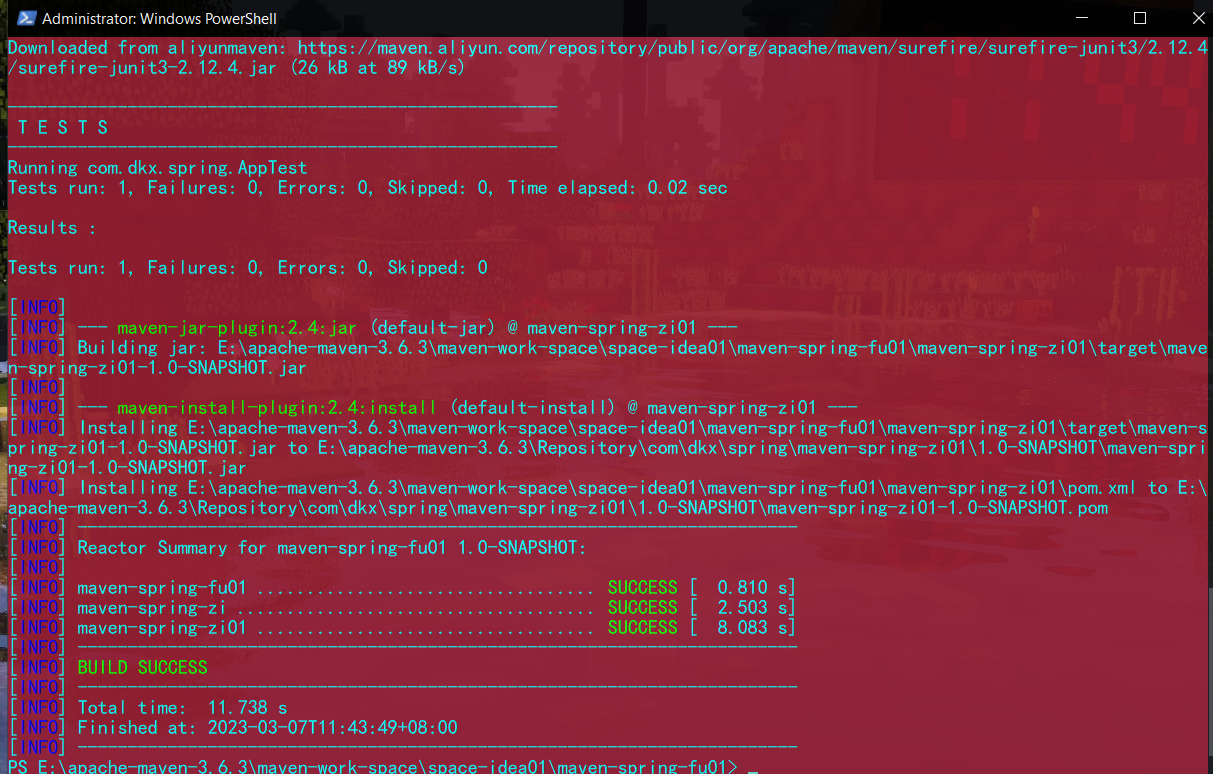 Administrator: Windows PowerShell
Downloaded from aliyunmaven: https://maven.aliyun.com/repository/public/org/apache/maven/surefire/surefire-junit3/2.12.4
/surefire-junit3-2.12.4.jar (26 kB at 89 kB/s)
-------------------------------------------------------
 T E S T S
-------------------------------------------------------
Running com.dkx.spring.AppTest
Tests run: 1, Failures: 0, Errors: 0, Skipped: 0, Time elapsed: 0.02 sec
Results :
Tests run: 1, Failures: 0, Errors: 0, Skipped: 0
[INFO]
[INFO] --- maven-jar-plugin:2.4:jar (default-jar) @ maven-spring-zi01 ---
[INFO] Building jar: E:\apache-maven-3.6.3\maven-work-space\space-idea01\maven-spring-fu01\maven-spring-zi01\target\mave
n-spring-zi01-1.0-SNAPSHOT.jar
[INFO]
[INFO] --- maven-install-plugin:2.4:install (default-install) @ maven-spring-zi01 ---
[INFO] Installing E:\apache-maven-3.6.3\maven-work-space\space-idea01\maven-spring-fu01\maven-spring-zi01\target\maven-s
pring-zi01-1.0-SNAPSHOT.jar to E:\apache-maven-3.6.3\Repository\com\dkx\spring\maven-spring-zi01\1.0-SNAPSHOT\maven-spri
ng-zi01-1.0-SNAPSHOT.jar
[INFO] Installing E:\apache-maven-3.6.3\maven-work-space\space-idea01\maven-spring-fu01\maven-spring-zi01\pom.xml to E:\
apache-maven-3.6.3\Repository\com\dkx\spring\maven-spring-zi01\1.0-SNAPSHOT\maven-spring-zi01-1.0-SNAPSHOT.pom
[INFO] ------------------------------------------------------------------------
[INFO] Reactor Summary for maven-spring-fu01 1.0-SNAPSHOT:
[INFO]
[INFO] maven-spring-fu01 .................................. SUCCESS [  0.810 s]
[INFO] maven-spring-zi .................................... SUCCESS [  2.503 s]
[INFO] maven-spring-zi01 .................................. SUCCESS [  8.083 s]
[INFO] ------------------------------------------------------------------------
[INFO] BUILD SUCCESS
[INFO] ------------------------------------------------------------------------
[INFO] Total time:  11.738 s
[INFO] Finished at: 2023-03-07T11:43:49+08:00
[INFO] ------------------------------------------------------------------------
PS E:\apache-maven-3.6.3\maven-work-space\space-idea01\maven-spring-fu01> _